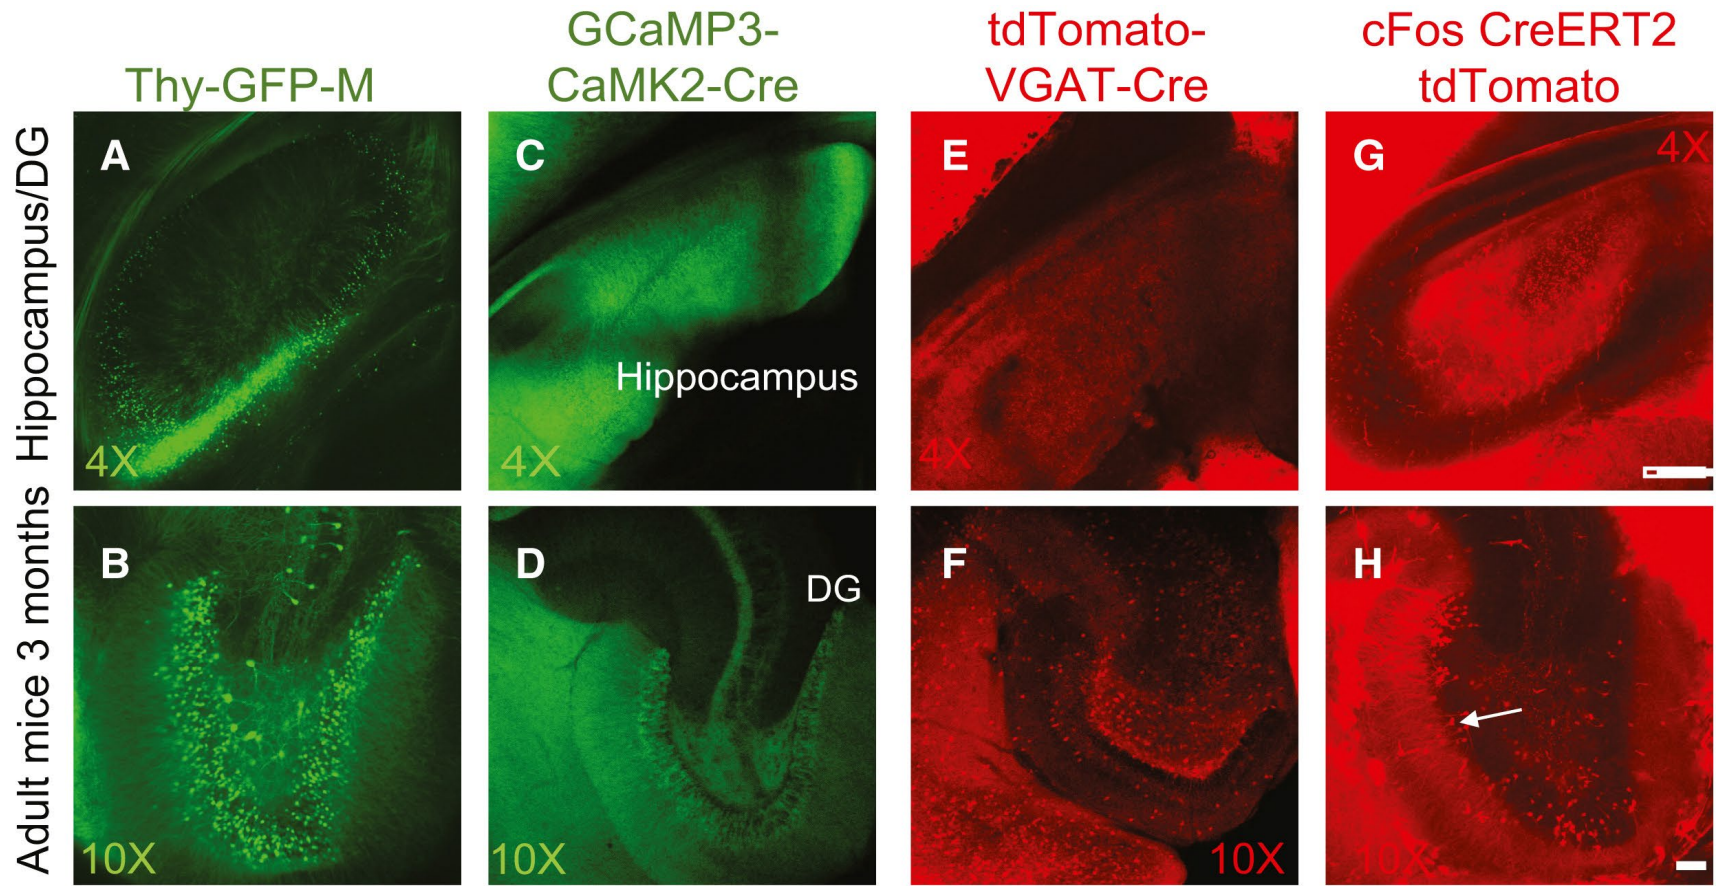 Thy-GFP-M
GCaMP3-
CaMK2-Cre
tdTomato-
VGAT-Cre
cFos CreERT2
tdTomato
Adult mice 3 months Hippocampus/DG
A
4X
C
Hippocampus
4X
E
4X
G
4X
B
10X
D
DG
10X
F
10X
H
10X